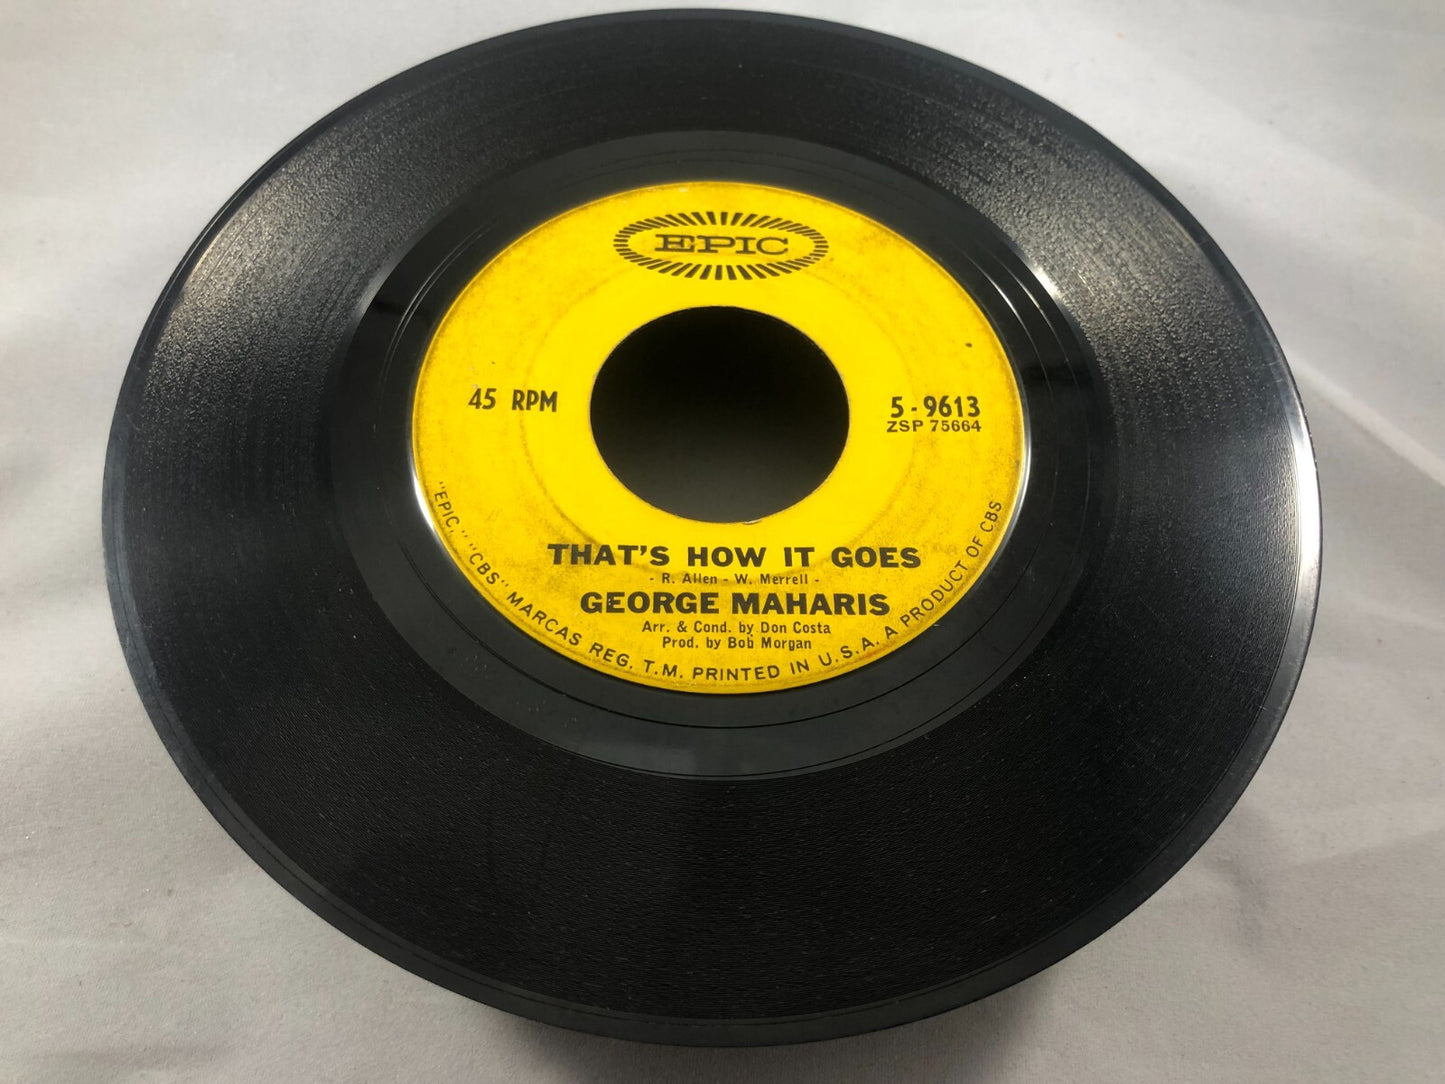 EPIC
45 RPM
5-9613
ZSP 75664
THAT'S HOW IT GOES
- R. Allen - W. Merrell -
GEORGE MAHARIS
Arr. & Cond. by Don Costa
Prod. by Bob Morgan
"EPIC," "CBS" MARCAS REG. T.M. PRINTED IN U.S.A. A PRODUCT OF CBS